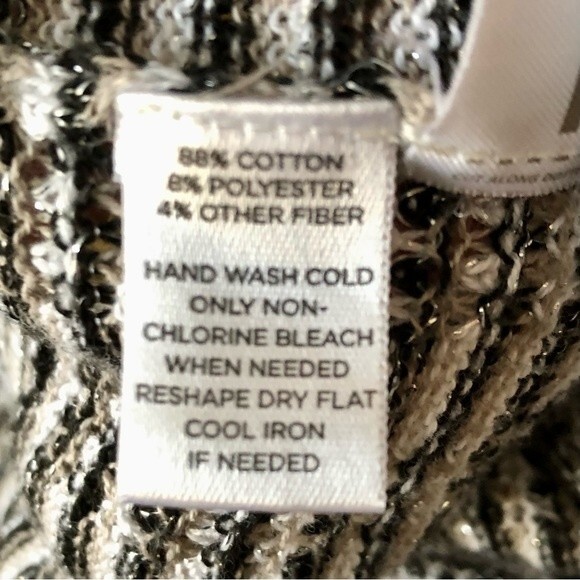 88% COTTON
8% POLYESTER
4% OTHER FIBER
HAND WASH COLD
ONLY NON-
CHLORINE BLEACH
WHEN NEEDED
RESHAPE DRY FLAT
COOL IRON
IF NEEDED
ALONG